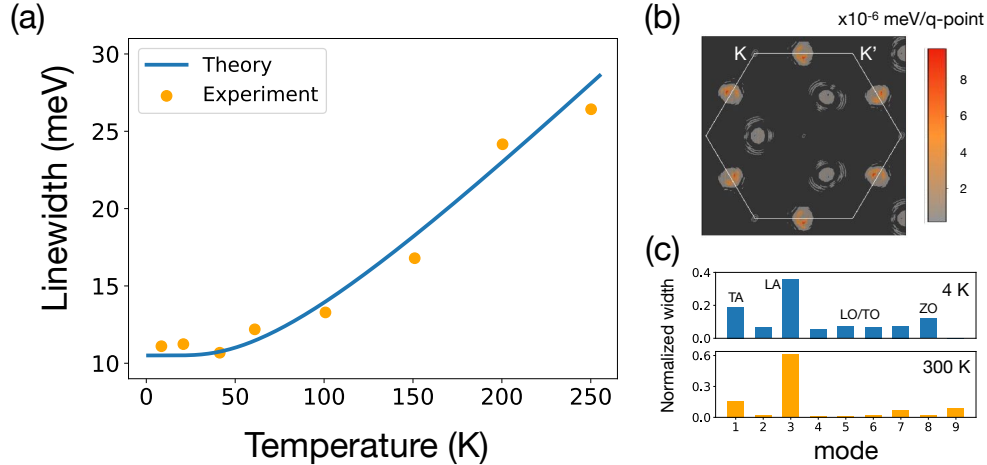 (a)
Linewidth (meV)
30
25
20
15
10
Theory
Experiment
0 50 100 150 200 250
Temperature (K)
(b)
x10-6 meV/q-point
K K’
8
6
4
2
(c)
Normalized width
0.4
0.2
0.0
TA LA LO/TO ZO 4 K
0.6
0.3
0.0
300 K
1 2 3 4 5 6 7 8 9
mode